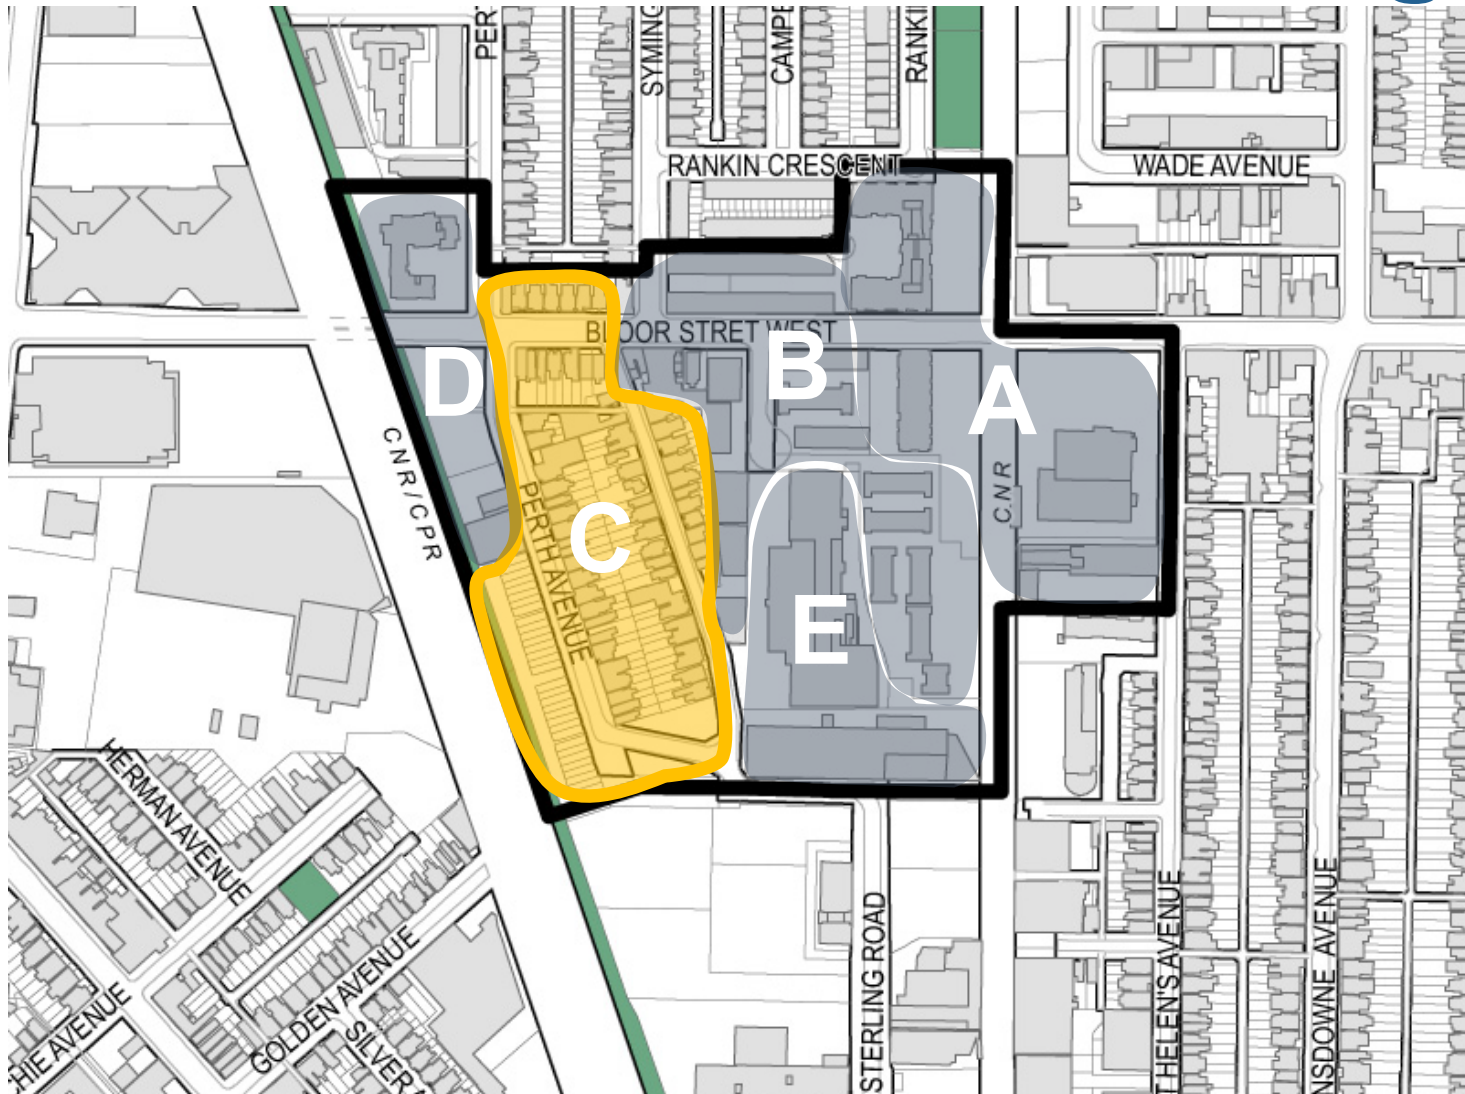 PER
SYMING
CAMPE
RANKI
RANKIN CRESCENT
WADE AVENUE
BLOOR STRET WEST
D
B
A
CNR/CPR
CNR
PERTH AVENUE
C
E
HERMAN AVENUE
GOLDEN AVENUE
SILVER A
HIE AVENUE
STERLING ROAD
T HELEN'S AVENUE
NSDOWNE AVENUE